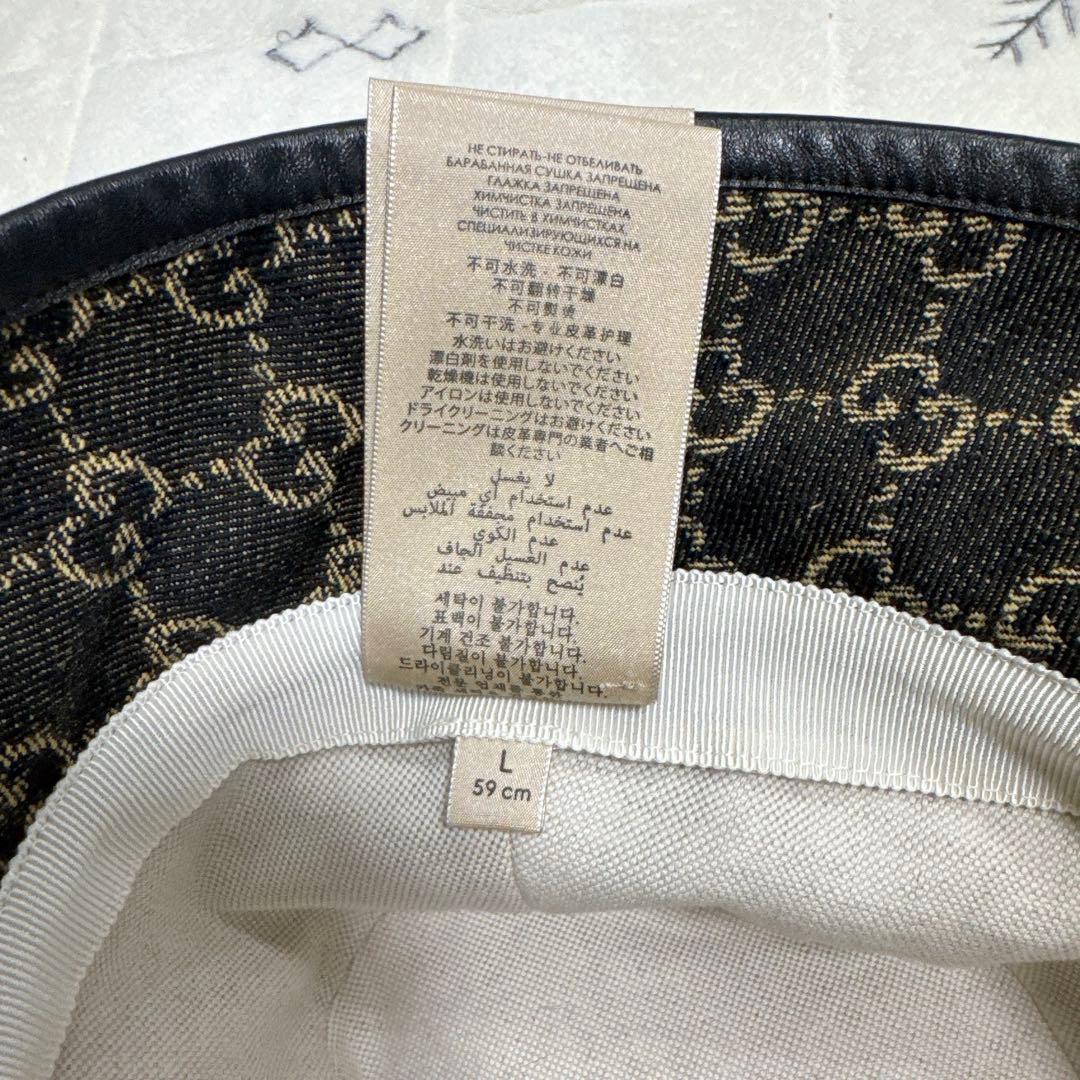 НЕ СТИРАТЬ-НЕ ОТБЕЛИВАТЬ
БАРАБАННАЯ СУШКА ЗАПРЕЩЕНА
ГЛАЖКА ЗАПРЕЩЕНА
ХИМЧИСТКА ЗАПРЕЩЕНА
ЧИСТИТЬ В ХИМЧИСТКАХ
СПЕЦИАЛИЗИРУЮЩИХСЯ НА
ЧИСТКЕ КОЖИ
不可水洗 - 不可漂白
不可翻转干燥
不可熨烫
不可干洗 -专业皮革护理
水洗いはお避けください
漂白剤を使用しないでください
乾燥機は使用しないでください
アイロンは使用しないでください
ドライクリーニングはお避けください
クリーニングは皮革専門の業者へご相
談ください
لا يغسل
عدم استخدام أي مبيض
عدم استخدام مجففة الملابس
عدم الكوي
عدم الغسيل الجاف
يُنصح بتنظيف عند
세탁이 불가합니다.
표백이 불가합니다.
기계 건조 불가합니다.
다림질이 불가합니다.
드라이클리닝이 불가합니다.
전문 업체를 통한
L
59 cm